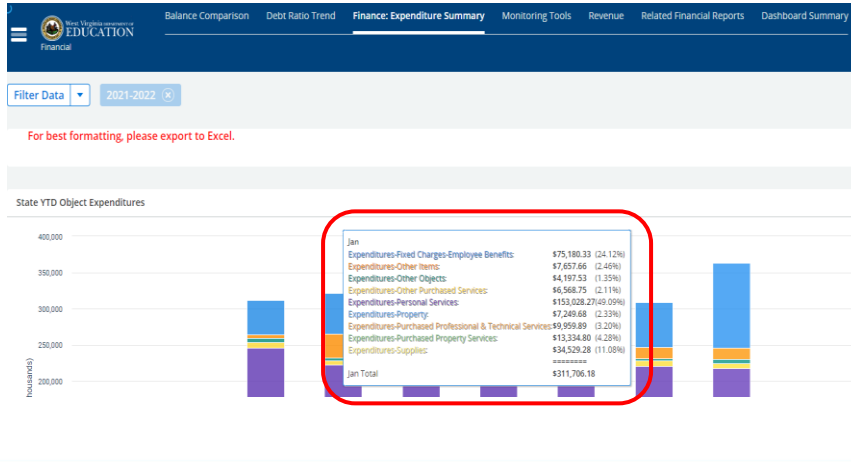 Balance Comparison Debt Ratio Trend Finance: Expenditure Summary Monitoring Tools Revenue Related Financial Reports Dashboard Summary
West Virginia DEPARTMENT OF
EDUCATION
Financial
Filter Data 2021-2022
For best formatting, please export to Excel.
State YTD Object Expenditures
400,000
350,000
300,000
250,000
200,000
housands)
Jan
Expenditures-Fixed Charges-Employee Benefits: $75,180.33 (24.12%)
Expenditures-Other Items: $7,657.66 (2.46%)
Expenditures-Other Objects: $4,197.53 (1.35%)
Expenditures-Other Purchased Services: $6,568.75 (2.11%)
Expenditures-Personal Services: $153,028.27(49.09%)
Expenditures-Property: $7,249.68 (2.33%)
Expenditures-Purchased Professional & Technical Services: $9,959.89 (3.20%)
Expenditures-Purchased Property Services: $13,334.80 (4.28%)
Expenditures-Supplies: $34,529.28 (11.08%)
========
Jan Total $311,706.18